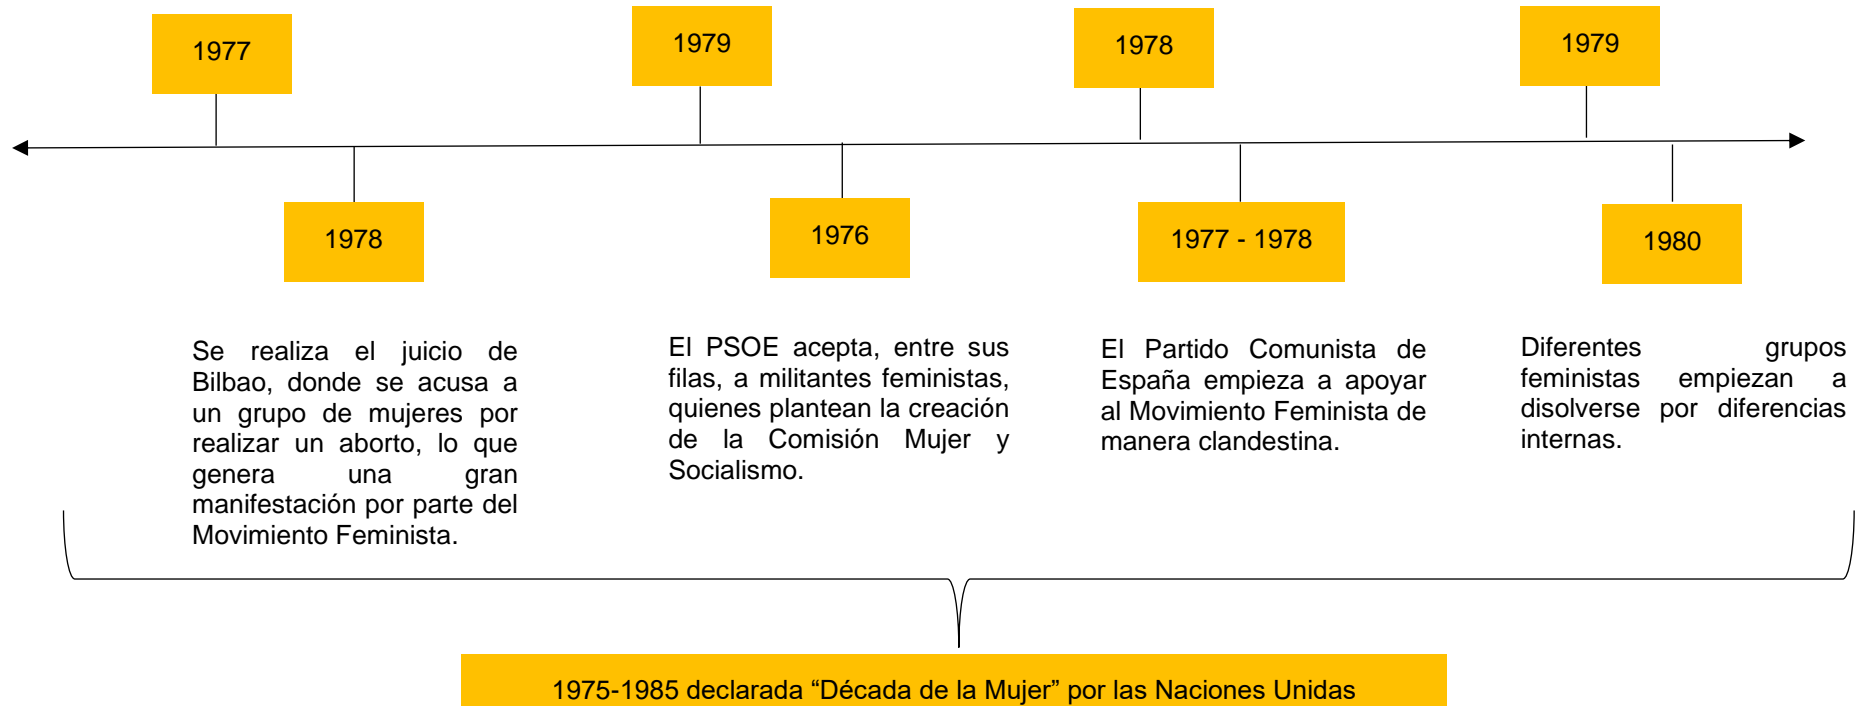 1977
1979
1978
1979
1978
1976
1977 - 1978
1980
Se realiza el juicio de
Bilbao, donde se acusa a
un grupo de mujeres por
realizar un aborto, lo que
genera una gran
manifestación por parte del
Movimiento Feminista.
El PSOE acepta, entre sus
filas, a militantes feministas,
quienes plantean la creación
de la Comisión Mujer y
Socialismo.
El Partido Comunista de
España empieza a apoyar
al Movimiento Feminista de
manera clandestina.
Diferentes grupos
feministas empiezan a
disolverse por diferencias
internas.
1975-1985 declarada “Década de la Mujer” por las Naciones Unidas